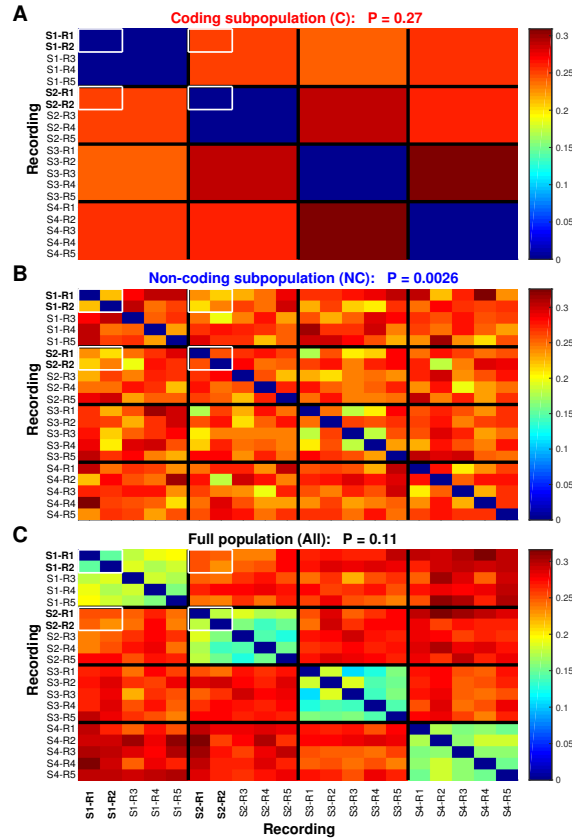 A
Coding subpopulation (C): P = 0.27
S1-R1
S1-R2
S1-R3
S1-R4
S1-R5
S2-R1
S2-R2
S2-R3
S2-R4
S2-R5
S3-R1
S3-R2
S3-R3
S3-R4
S3-R5
S4-R1
S4-R2
S4-R3
S4-R4
S4-R5
Recording
0.3
0.25
0.2
0.15
0.1
0.05
0
B
Non-coding subpopulation (NC): P = 0.0026
S1-R1
S1-R2
S1-R3
S1-R4
S1-R5
S2-R1
S2-R2
S2-R3
S2-R4
S2-R5
S3-R1
S3-R2
S3-R3
S3-R4
S3-R5
S4-R1
S4-R2
S4-R3
S4-R4
S4-R5
Recording
0.3
0.25
0.2
0.15
0.1
0.05
0
C
Full population (All): P = 0.11
S1-R1
S1-R2
S1-R3
S1-R4
S1-R5
S2-R1
S2-R2
S2-R3
S2-R4
S2-R5
S3-R1
S3-R2
S3-R3
S3-R4
S3-R5
S4-R1
S4-R2
S4-R3
S4-R4
S4-R5
Recording
0.3
0.25
0.2
0.15
0.1
0.05
0
S1-R1
S1-R2
S1-R3
S1-R4
S1-R5
S2-R1
S2-R2
S2-R3
S2-R4
S2-R5
S3-R1
S3-R2
S3-R3
S3-R4
S3-R5
S4-R1
S4-R2
S4-R3
S4-R4
S4-R5
Recording